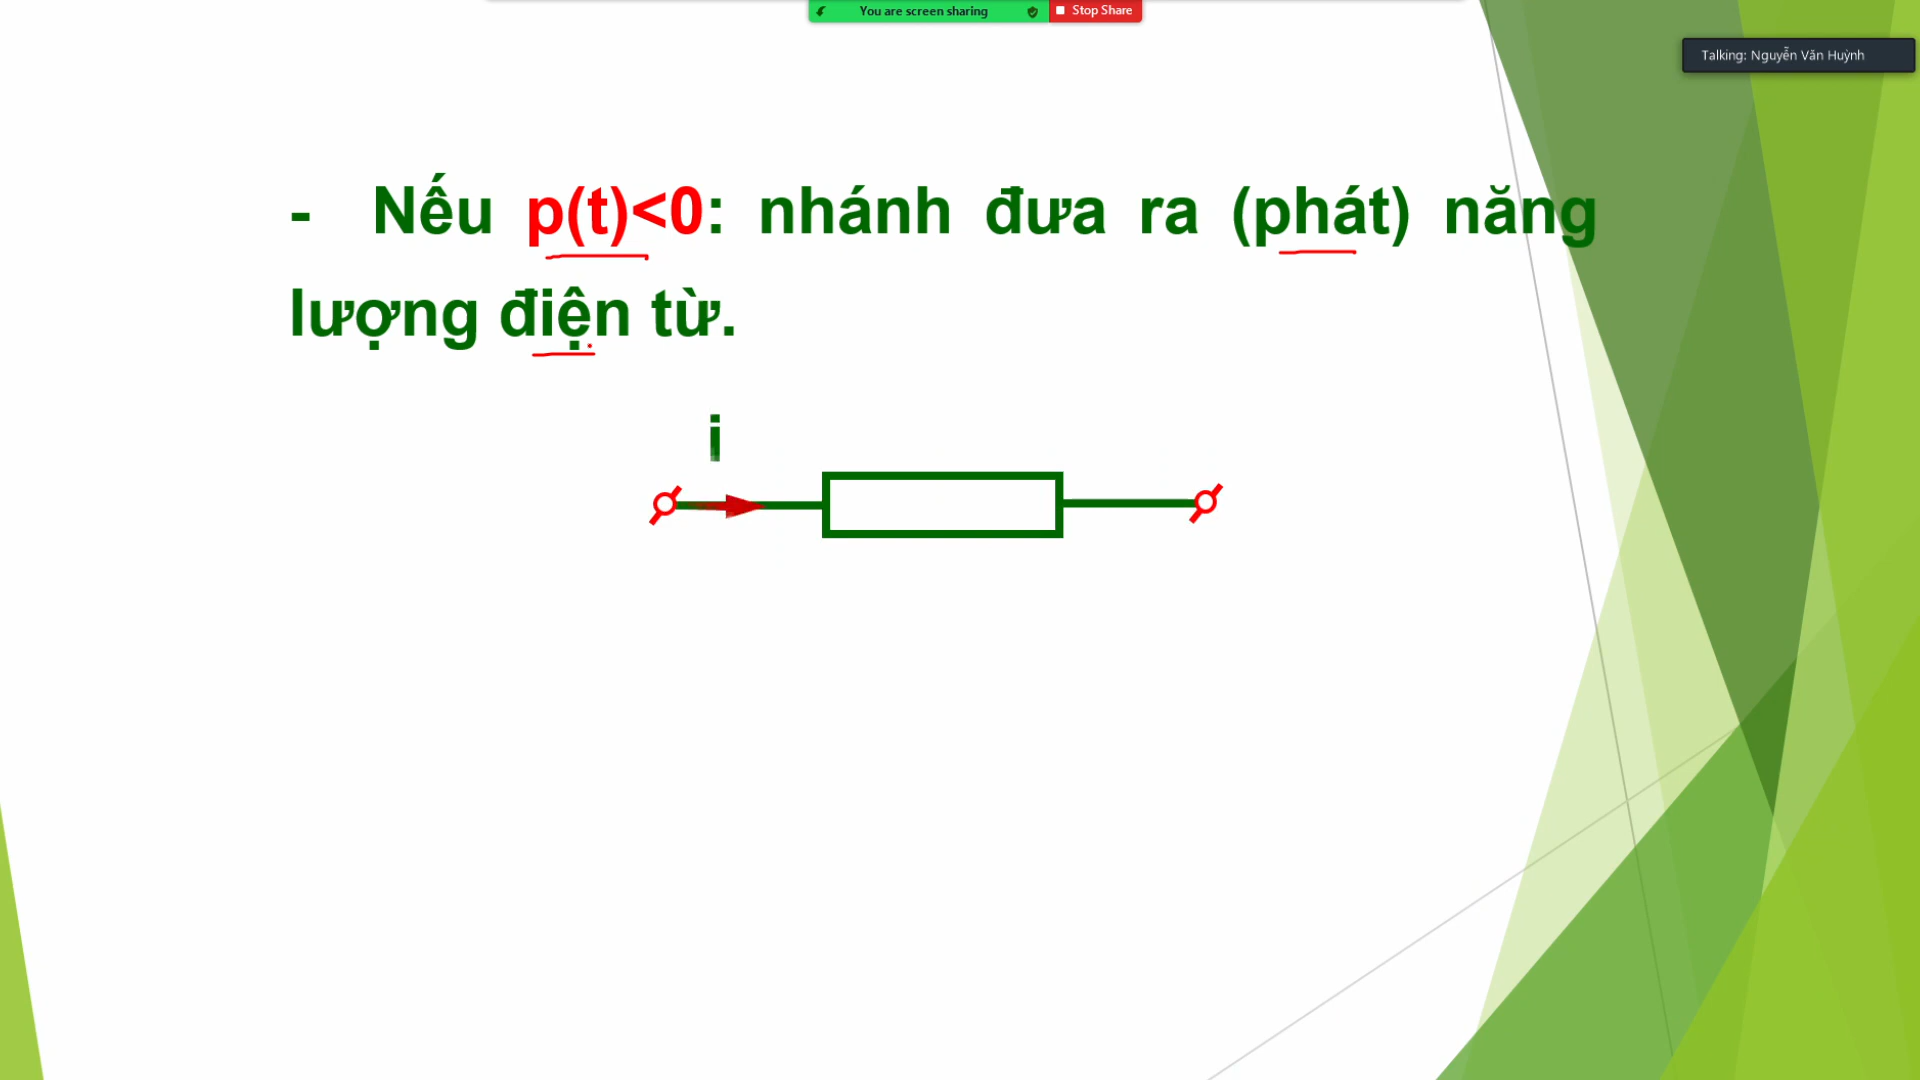 You are screen sharing Stop Share
Talking: Nguyễn Văn Huỳnh
- Nếu p(t)<0: nhánh đưa ra (phát) năng
lượng điện từ.
i